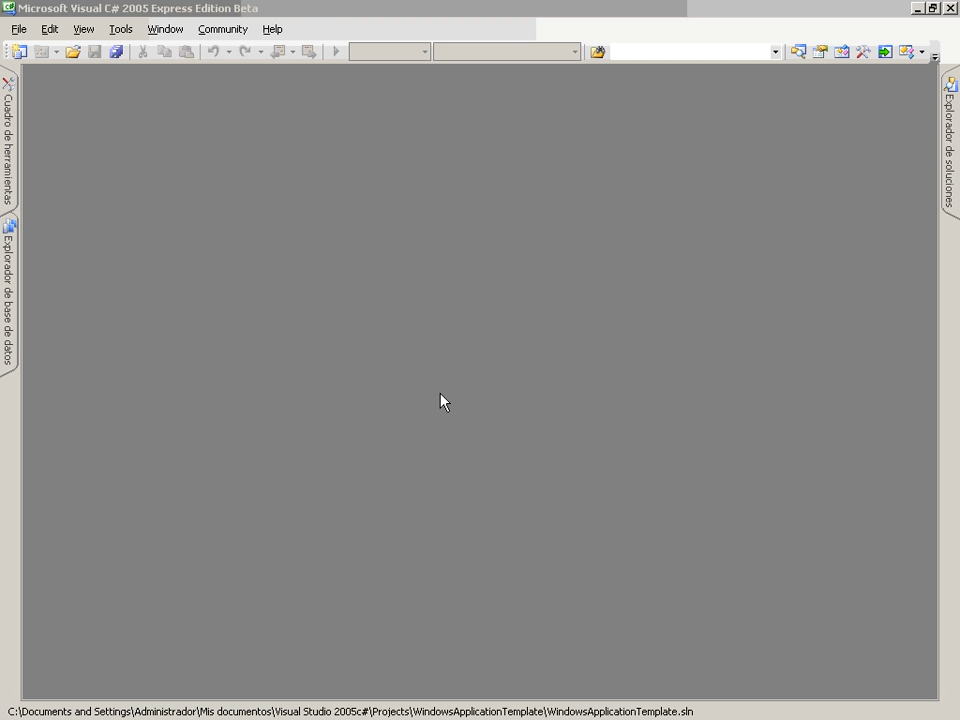 Microsoft Visual C# 2005 Express Edition Beta
File Edit View Tools Window Community Help
Cuadro de herramientas
Explorador de base de datos
Explorador de soluciones
C:\Documents and Settings\Administrador\Mis documentos\Visual Studio 2005c#\Projects\WindowsApplicationTemplate\WindowsApplicationTemplate.sln